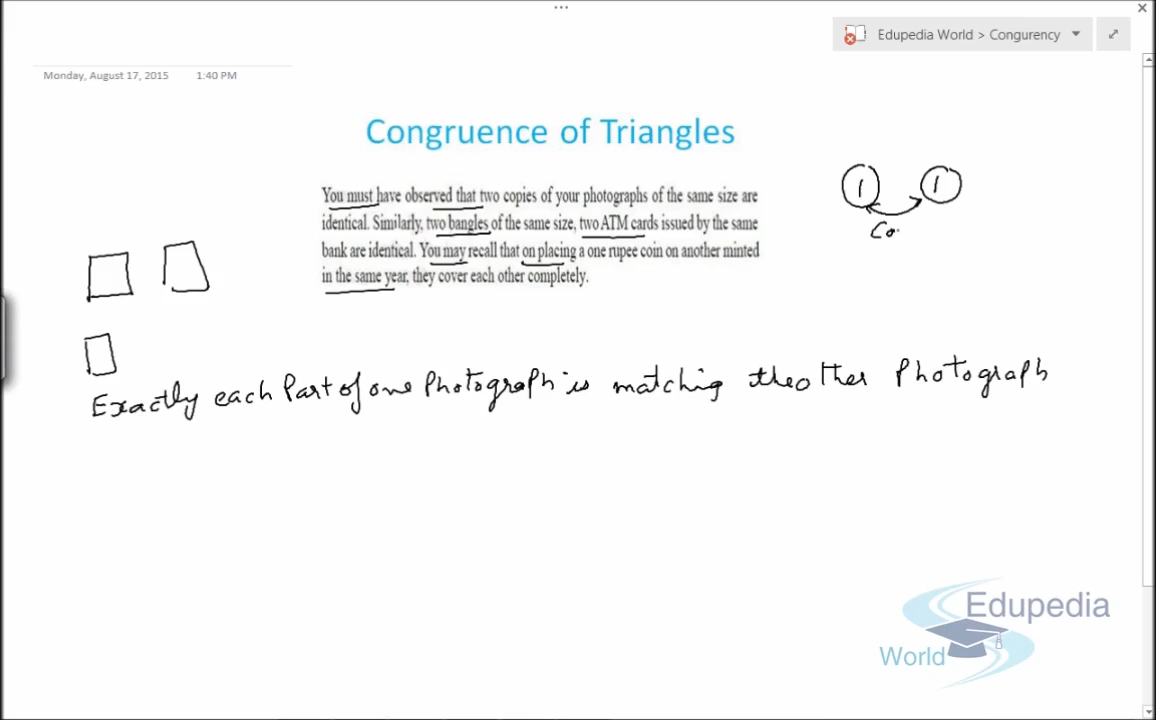 Edupedia World > Congurency
Monday, August 17, 2015 1:40 PM
Congruence of Triangles
You must have observed that two copies of your photographs of the same size are
identical. Similarly, two bangles of the same size, two ATM cards issued by the same
bank are identical. You may recall that on placing a one rupee coin on another minted
in the same year, they cover each other completely.
1 1
Co
Exactly each Part of one Photograph is matching the other Photograph
Edupedia
World